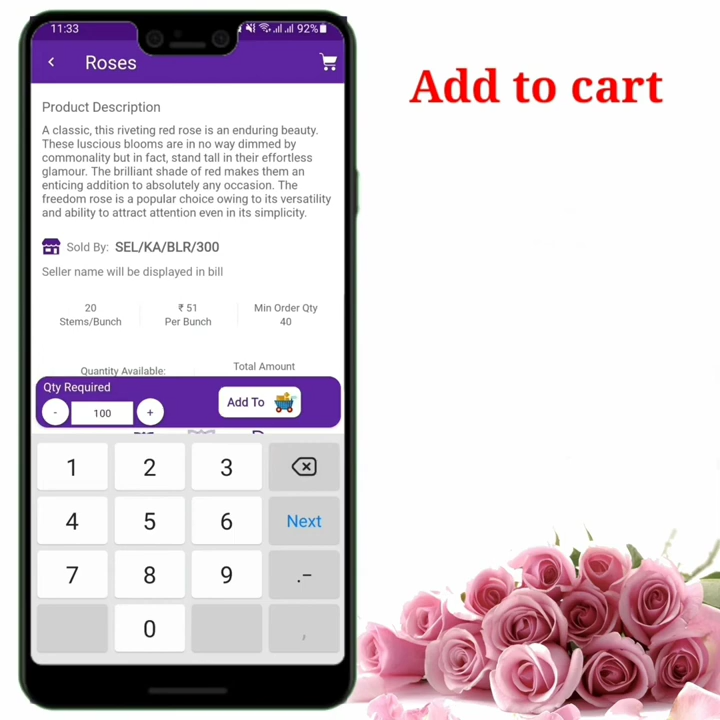 11:33
92%
Roses
Add to cart
Product Description
A classic, this riveting red rose is an enduring beauty.
These luscious blooms are in no way dimmed by
commonality but in fact, stand tall in their effortless
glamour. The brilliant shade of red makes them an
enticing addition to absolutely any occasion. The
freedom rose is a popular choice owing to its versatility
and ability to attract attention even in its simplicity.
Sold By: SEL/KA/BLR/300
Seller name will be displayed in bill
20
Stems/Bunch
₹ 51
Per Bunch
Min Order Qty
40
Quantity Available:
Total Amount
Qty Required
- 100 +
Add To
1 2 3
4 5 6 Next
7 8 9 .-
0 ,